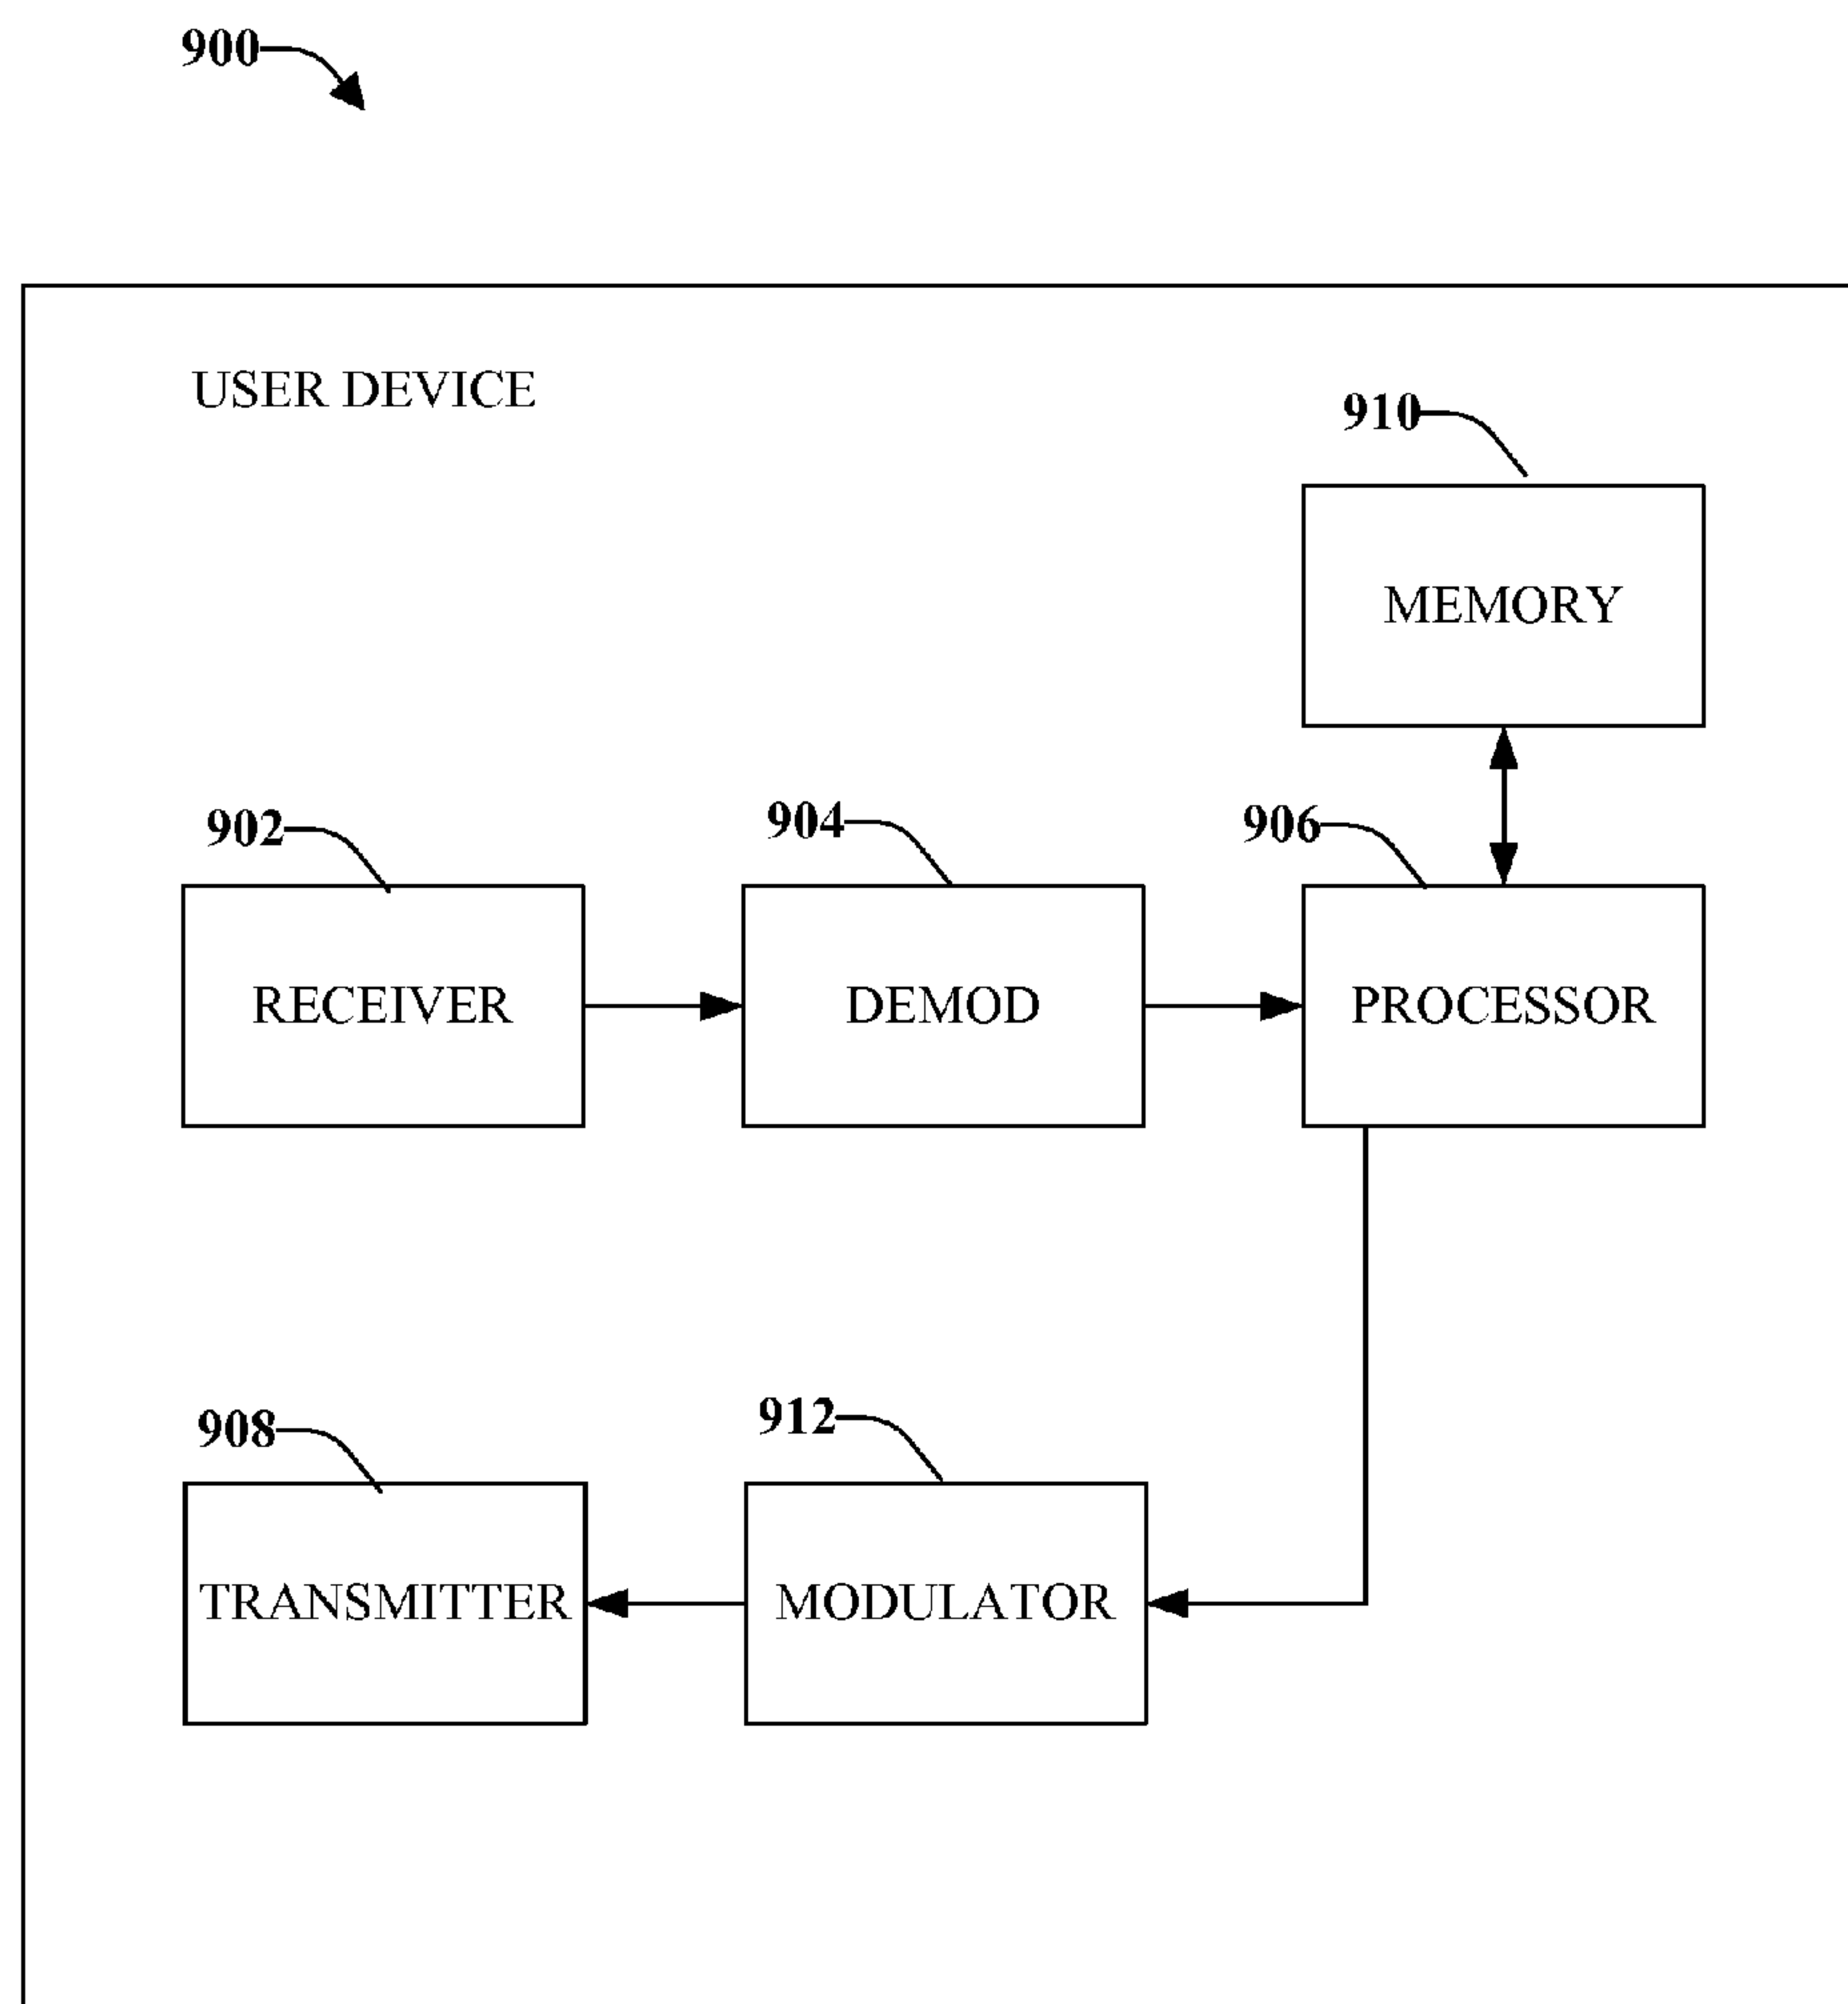 900
USER DEVICE
910
MEMORY
902
904
906
RECEIVER
DEMOD
PROCESSOR
908
912
TRANSMITTER
MODULATOR